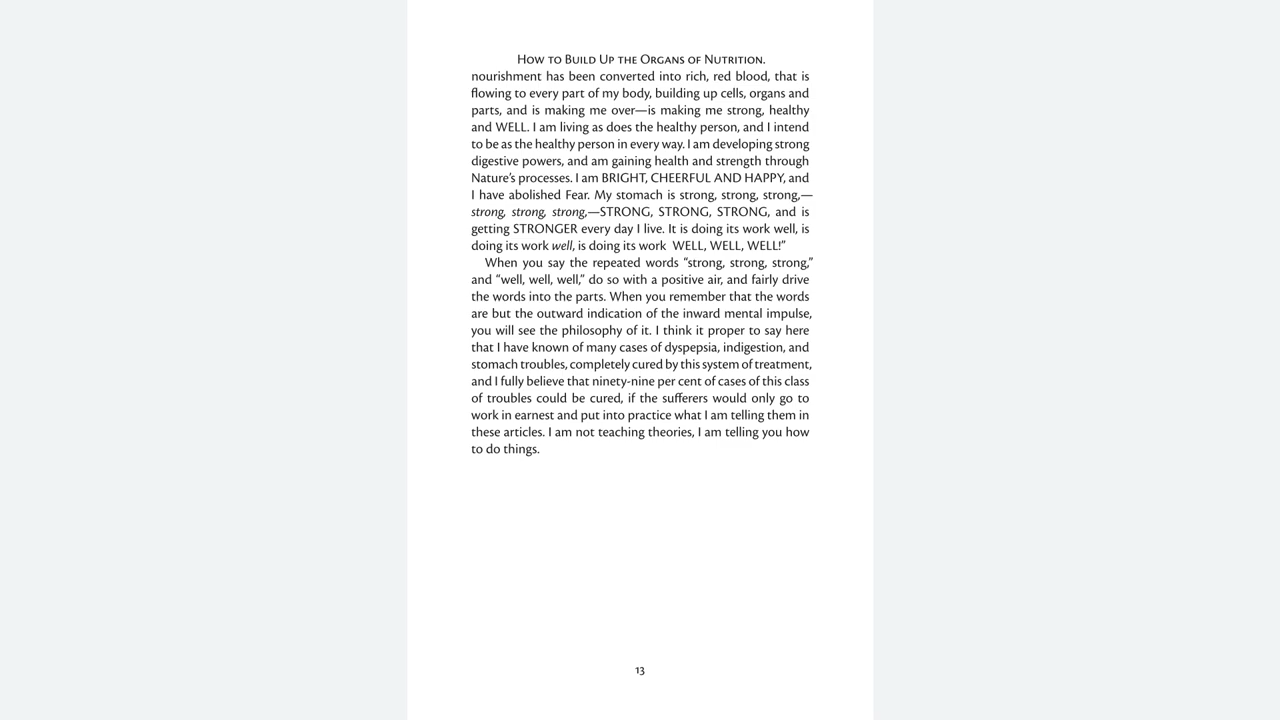 How to Build Up the Organs of Nutrition.
nourishment has been converted into rich, red blood, that is
flowing to every part of my body, building up cells, organs and
parts, and is making me over—is making me strong, healthy
and WELL. I am living as does the healthy person, and I intend
to be as the healthy person in every way. I am developing strong
digestive powers, and am gaining health and strength through
Nature’s processes. I am BRIGHT, CHEERFUL AND HAPPY, and
I have abolished Fear. My stomach is strong, strong, strong,—
strong, strong, strong,—STRONG, STRONG, STRONG, and is
getting STRONGER every day I live. It is doing its work well, is
doing its work well, is doing its work WELL, WELL, WELL!”
When you say the repeated words “strong, strong, strong,”
and “well, well, well,” do so with a positive air, and fairly drive
the words into the parts. When you remember that the words
are but the outward indication of the inward mental impulse,
you will see the philosophy of it. I think it proper to say here
that I have known of many cases of dyspepsia, indigestion, and
stomach troubles, completely cured by this system of treatment,
and I fully believe that ninety-nine per cent of cases of this class
of troubles could be cured, if the sufferers would only go to
work in earnest and put into practice what I am telling them in
these articles. I am not teaching theories, I am telling you how
to do things.
13